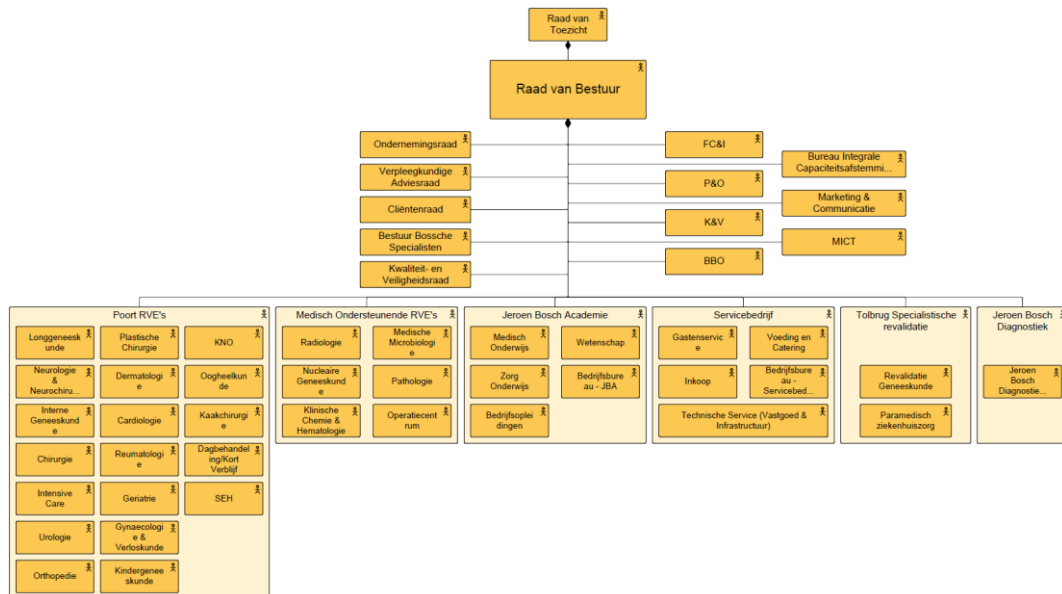 Raad van
Toezicht
Raad van Bestuur
Ondernemingsraad
FC&I
Bureau Integrale
Capaciteitsafstemmi...
Verpleegkundige
Adviesraad
P&O
Marketing &
Communicatie
Cliëntenraad
K&V
Bestuur Bossche
Specialisten
MICT
BBO
Kwaliteit- en
Veiligheidsraad
Poort RVE's
Longgeneesk
unde
Plastische
Chirurgie
KNO
Neurologie &
Neurochiru...
Dermatologie
Oogheelkun
de
Interne
Geneeskund
e
Cardiologie
Kaakchirurgi
e
Chirurgie
Reumatologi
e
Dagbehandel
ing/Kort
Verblijf
Intensive
Care
Geriatrie
SEH
Urologie
Gynaecologi
e &
Verloskunde
Orthopedie
Kindergenee
skunde
Medisch Ondersteunende RVE's
Radiologie
Medische
Microbiologi
e
Nucleaire
Geneeskund
e
Pathologie
Klinische
Chemie &
Hematologie
Operatiecen
trum
Jeroen Bosch Academie
Medisch
Onderwijs
Wetenschap
Zorg
Onderwijs
Bedrijfsbure
au - JBA
Bedrijfsoplei
dingen
Servicebedrijf
Gastenservic
e
Voeding en
Catering
Inkoop
Bedrijfsbure
au -
Servicebed...
Technische Service (Vastgoed &
Infrastructuur)
Tolbrug Specialistische
revalidatie
Revalidatie
Geneeskunde
Paramedisch
ziekenhuiszorg
Jeroen Bosch
Diagnostiek
Jeroen
Bosch
Diagnostie...